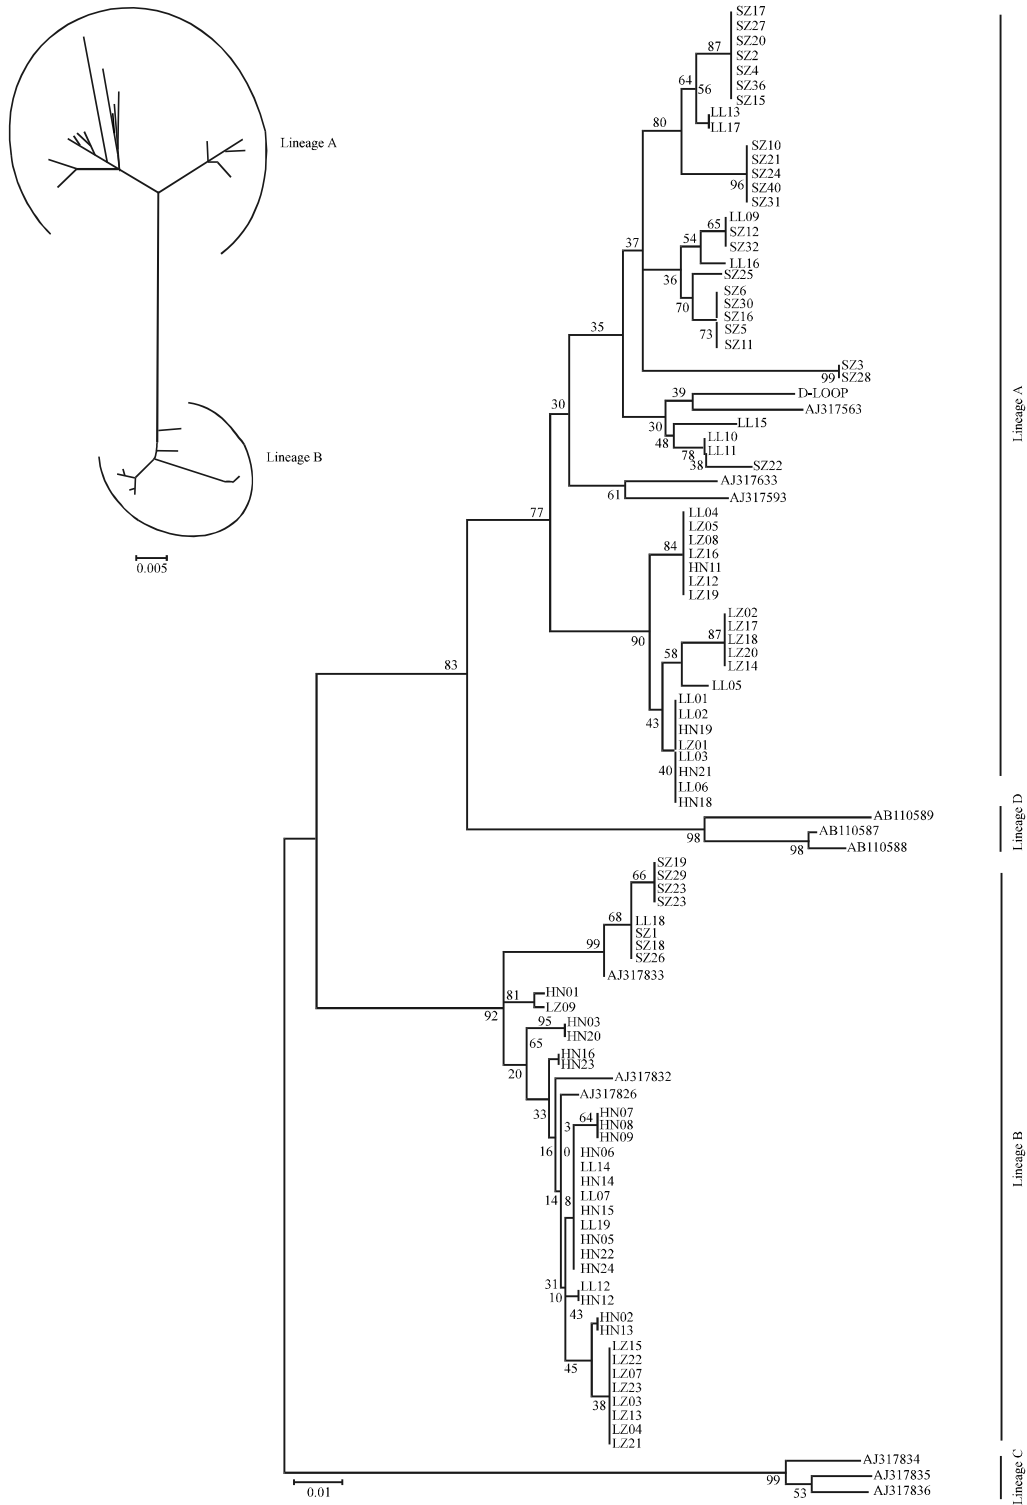 SZ17
SZ27
87 SZ20
SZ2
SZ4
64 56 SZ36
SZ15
LL13
80 LL17
Lineage A
SZ10
SZ21
SZ24
96 SZ40
SZ31
LL09
65 SZ12
54 SZ32
37
LL16
36 SZ25
SZ6
70 SZ30
SZ16
35 73 SZ5
SZ11
SZ3
99 SZ28
39 D-LOOP
30 AJ317563
30 LL15
48 LL10
78 LL11
38 SZ22
Lineage B
AJ317633
61 AJ317593
77 LL04
LZ05
LZ08
84 LZ16
0.005
HN11
LZ12
LZ19
LZ02
LZ17
90 87 LZ18
58 LZ20
LZ14
83 LL05
LL01
43 LL02
HN19
LZ01
LL03
40 HN21
LL06
HN18
Lineage A
AB110589
98 AB110587
98 AB110588
Lineage D
SZ19
66 SZ29
SZ23
SZ23
68 LL18
SZ1
99 SZ18
SZ26
AJ317833
81 HN01
92 LZ09
95 HN03
65 HN20
HN16
20 HN23
AJ317832
AJ317826
33 HN07
3 64 HN08
HN09
16 0 HN06
LL14
HN14
14 8 LL07
HN15
LL19
HN05
HN22
HN24
31 LL12
10 HN12
43 HN02
HN13
LZ15
45 LZ22
LZ07
LZ23
38 LZ03
LZ13
LZ04
LZ21
Lineage B
AJ317834
99 AJ317835
53 AJ317836
Lineage C
0.01